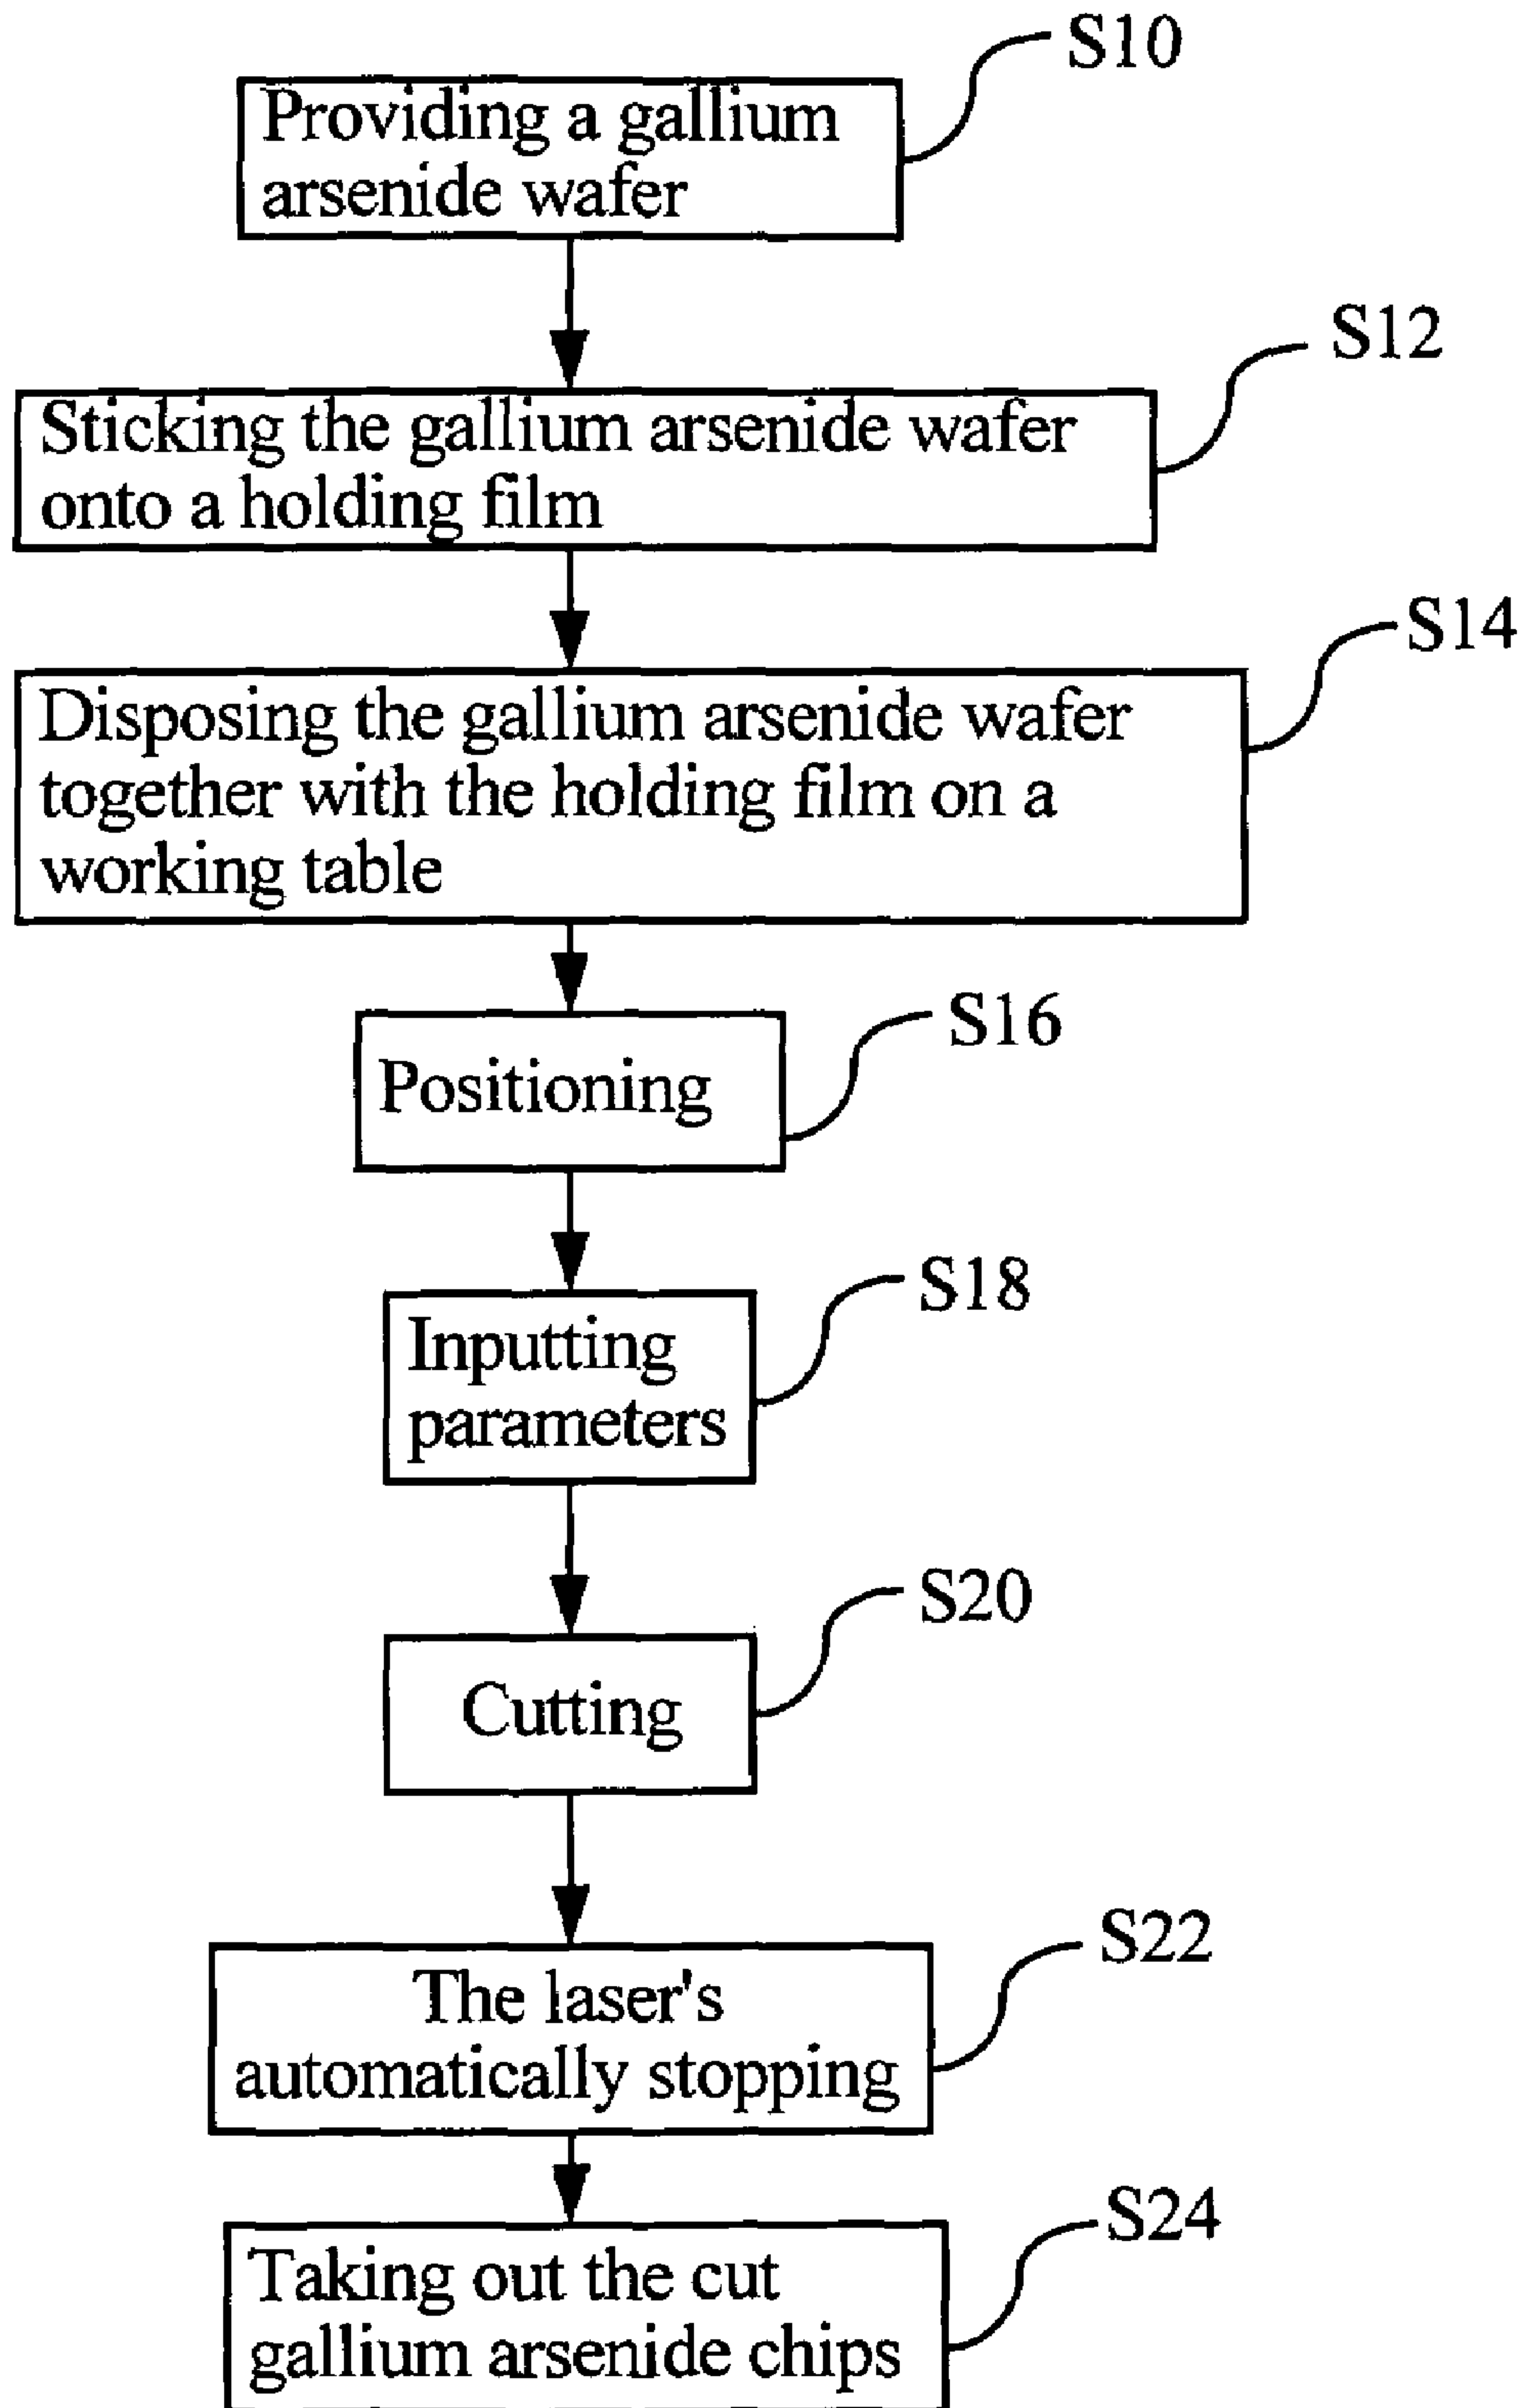 S10
Providing a gallium
arsenide wafer
S12
Sticking the gallium arsenide wafer
onto a holding film
S14
Disposing the gallium arsenide wafer
together with the holding film on a
working table
S16
Positioning
S18
Inputting
parameters
S20
Cutting
S22
The laser's
automatically stopping
S24
Taking out the cut
gallium arsenide chips